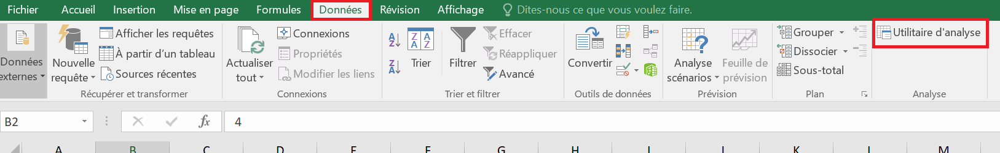 Fichier Accueil Insertion Mise en page Formules Données Révision Affichage Dites-nous ce que vous voulez faire.
Données externes
Nouvelle requête
Afficher les requêtes
À partir d'un tableau
Sources récentes
Récupérer et transformer
Actualiser tout
Connexions
Propriétés
Modifier les liens
Connexions
A Z
Z A
Z A A Z
Trier
Filtrer
Effacer
Réappliquer
Avancé
Trier et filtrer
Convertir
Outils de données
Analyse scénarios
Feuille de prévision
Prévision
Grouper
Dissocier
Sous-total
Plan
Utilitaire d'analyse
Analyse
B2 fx 4
A B C D E F G H I J K L M